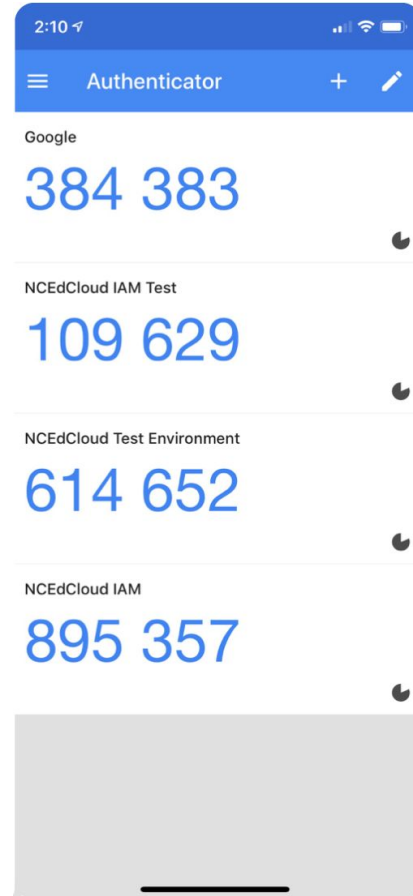 2:10
Authenticator
Google
384 383
NCEdCloud IAM Test
109 629
NCEdCloud Test Environment
614 652
NCEdCloud IAM
895 357